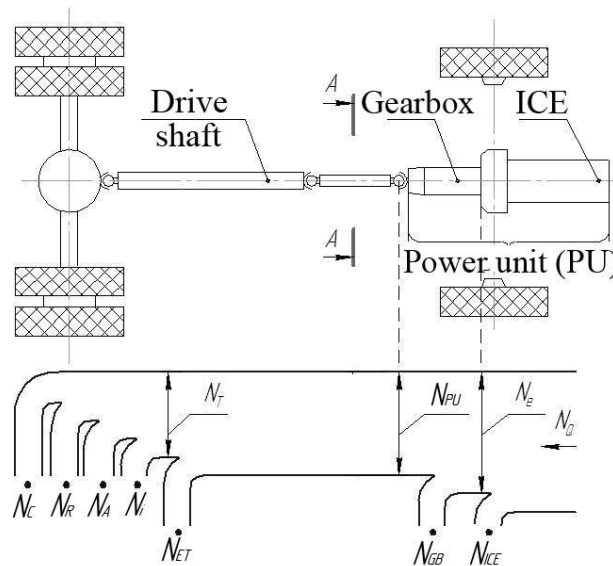 A
Drive
shaft
Gearbox
ICE
A
Power unit (PU)
N_T
N_PU
N_e
N_Q
N_C
N_R
N_A
N_i
N_ET
N_GB
N_ICE